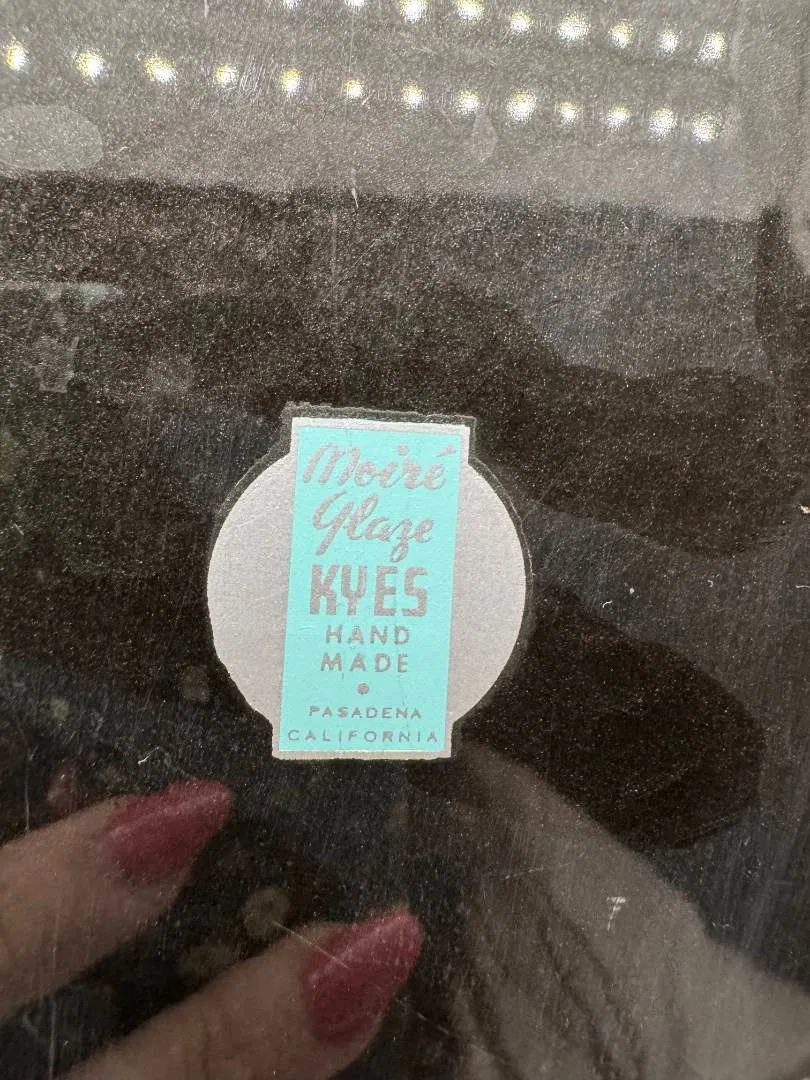 Moiré
Glaze
KYES
HAND
MADE
PASADENA
CALIFORNIA